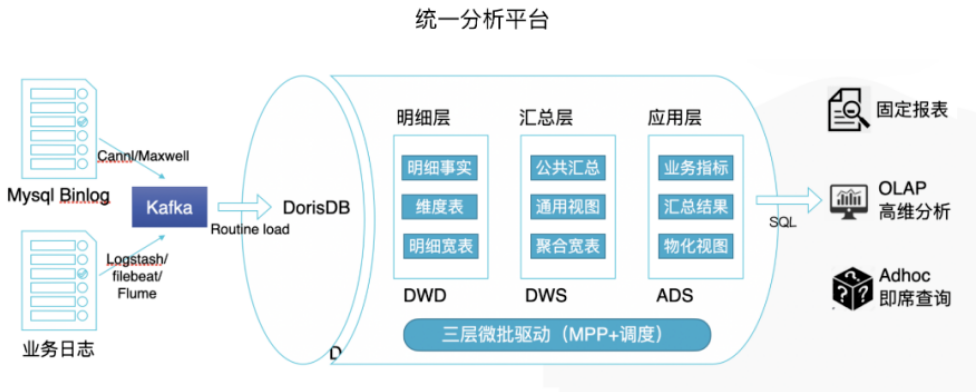 统一分析平台
Cannl/Maxwell
Mysql Binlog
Kafka
Routine load
Logstash/
filebeat/
Flume
业务日志
DorisDB
D
明细层
明细事实
维度表
明细宽表
DWD
汇总层
公共汇总
通用视图
聚合宽表
DWS
应用层
业务指标
汇总结果
物化视图
ADS
三层微批驱动（MPP+调度）
SQL
固定报表
OLAP
高维分析
Adhoc
即席查询